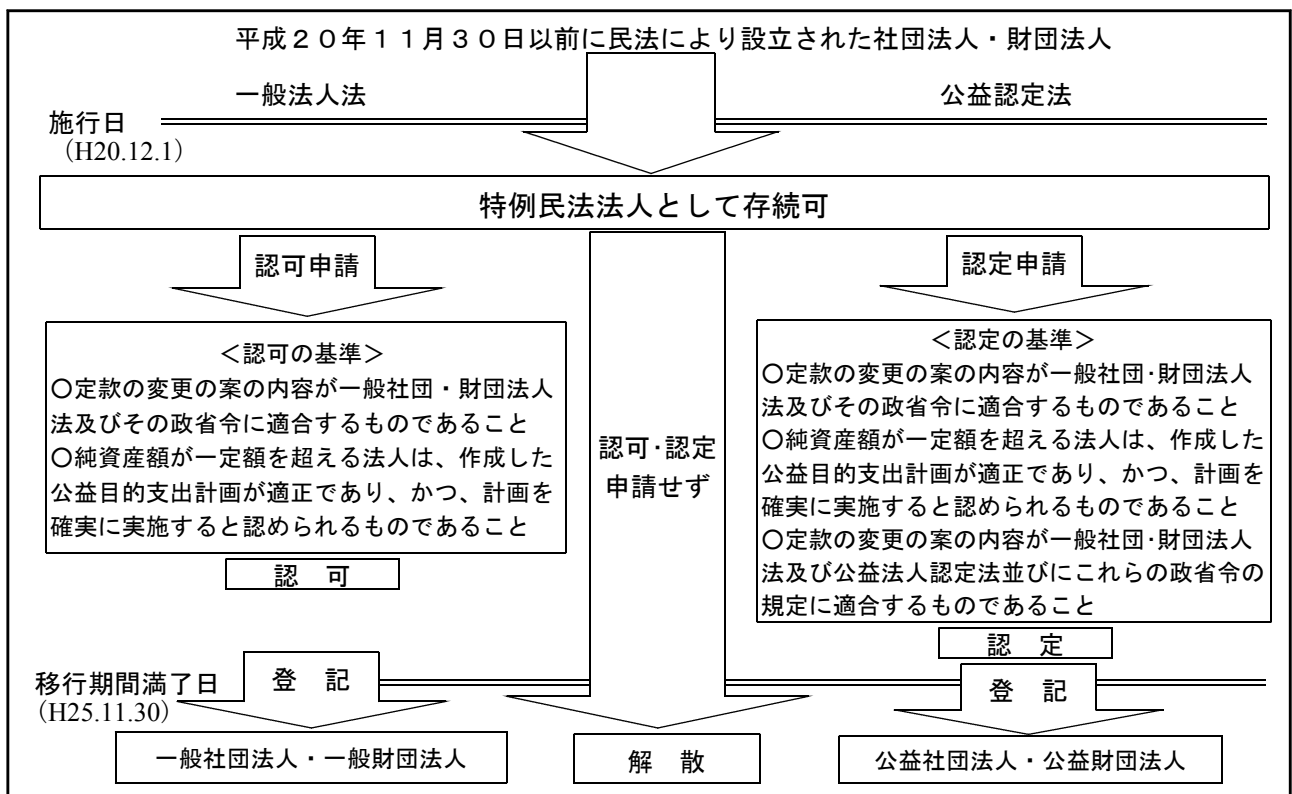 平成20年11月30日以前に民法により設立された社団法人・財団法人
一般法人法
公益認定法
施行日
(H20.12.1)
特例民法法人として存続可
認可申請
認定申請
＜認可の基準＞
○定款の変更の案の内容が一般社団・財団法人
法及びその政省令に適合するものであること
○純資産額が一定額を超える法人は、作成した
公益目的支出計画が適正であり、かつ、計画を
確実に実施すると認められるものであること
認　可
認可・認定
申請せず
＜認定の基準＞
○定款の変更の案の内容が一般社団・財団法人
法及びその政省令に適合するものであること
○純資産額が一定額を超える法人は、作成した
公益目的支出計画が適正であり、かつ、計画を
確実に実施すると認められるものであること
○定款の変更の案の内容が一般社団・財団法人
法及び公益法人認定法並びにこれらの政省令の
規定に適合するものであること
認　定
移行期間満了日
(H25.11.30)
登　記
登　記
一般社団法人・一般財団法人
解　散
公益社団法人・公益財団法人